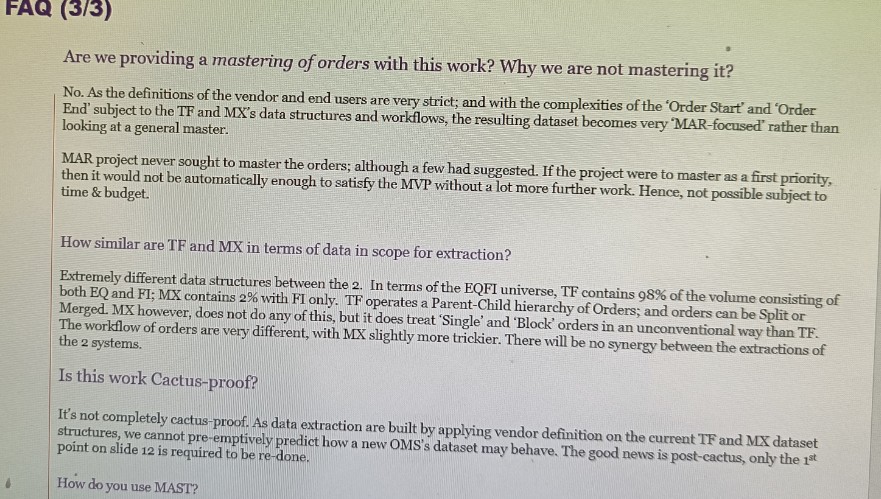 FAQ (3/3)
Are we providing a mastering of orders with this work? Why we are not mastering it?
No. As the definitions of the vendor and end users are very strict; and with the complexities of the 'Order Start' and 'Order
End' subject to the TF and MX's data structures and workflows, the resulting dataset becomes very 'MAR-focused' rather than
looking at a general master.
MAR project never sought to master the orders; although a few had suggested. If the project were to master as a first priority,
then it would not be automatically enough to satisfy the MVP without a lot more further work. Hence, not possible subject to
time & budget.
How similar are TF and MX in terms of data in scope for extraction?
Extremely different data structures between the 2. In terms of the EQFI universe, TF contains 98% of the volume consisting of
both EQ and FI; MX contains 2% with FI only. TF operates a Parent-Child hierarchy of Orders; and orders can be Split or
Merged. MX however, does not do any of this, but it does treat 'Single' and 'Block' orders in an unconventional way than TF.
The workflow of orders are very different, with MX slightly more trickier. There will be no synergy between the extractions of
the 2 systems.
Is this work Cactus-proof?
It's not completely cactus-proof. As data extraction are built by applying vendor definition on the current TF and MX dataset
structures, we cannot pre-emptively predict how a new OMS's dataset may behave. The good news is post-cactus, only the 1st
point on slide 12 is required to be re-done.
How do you use MAST?